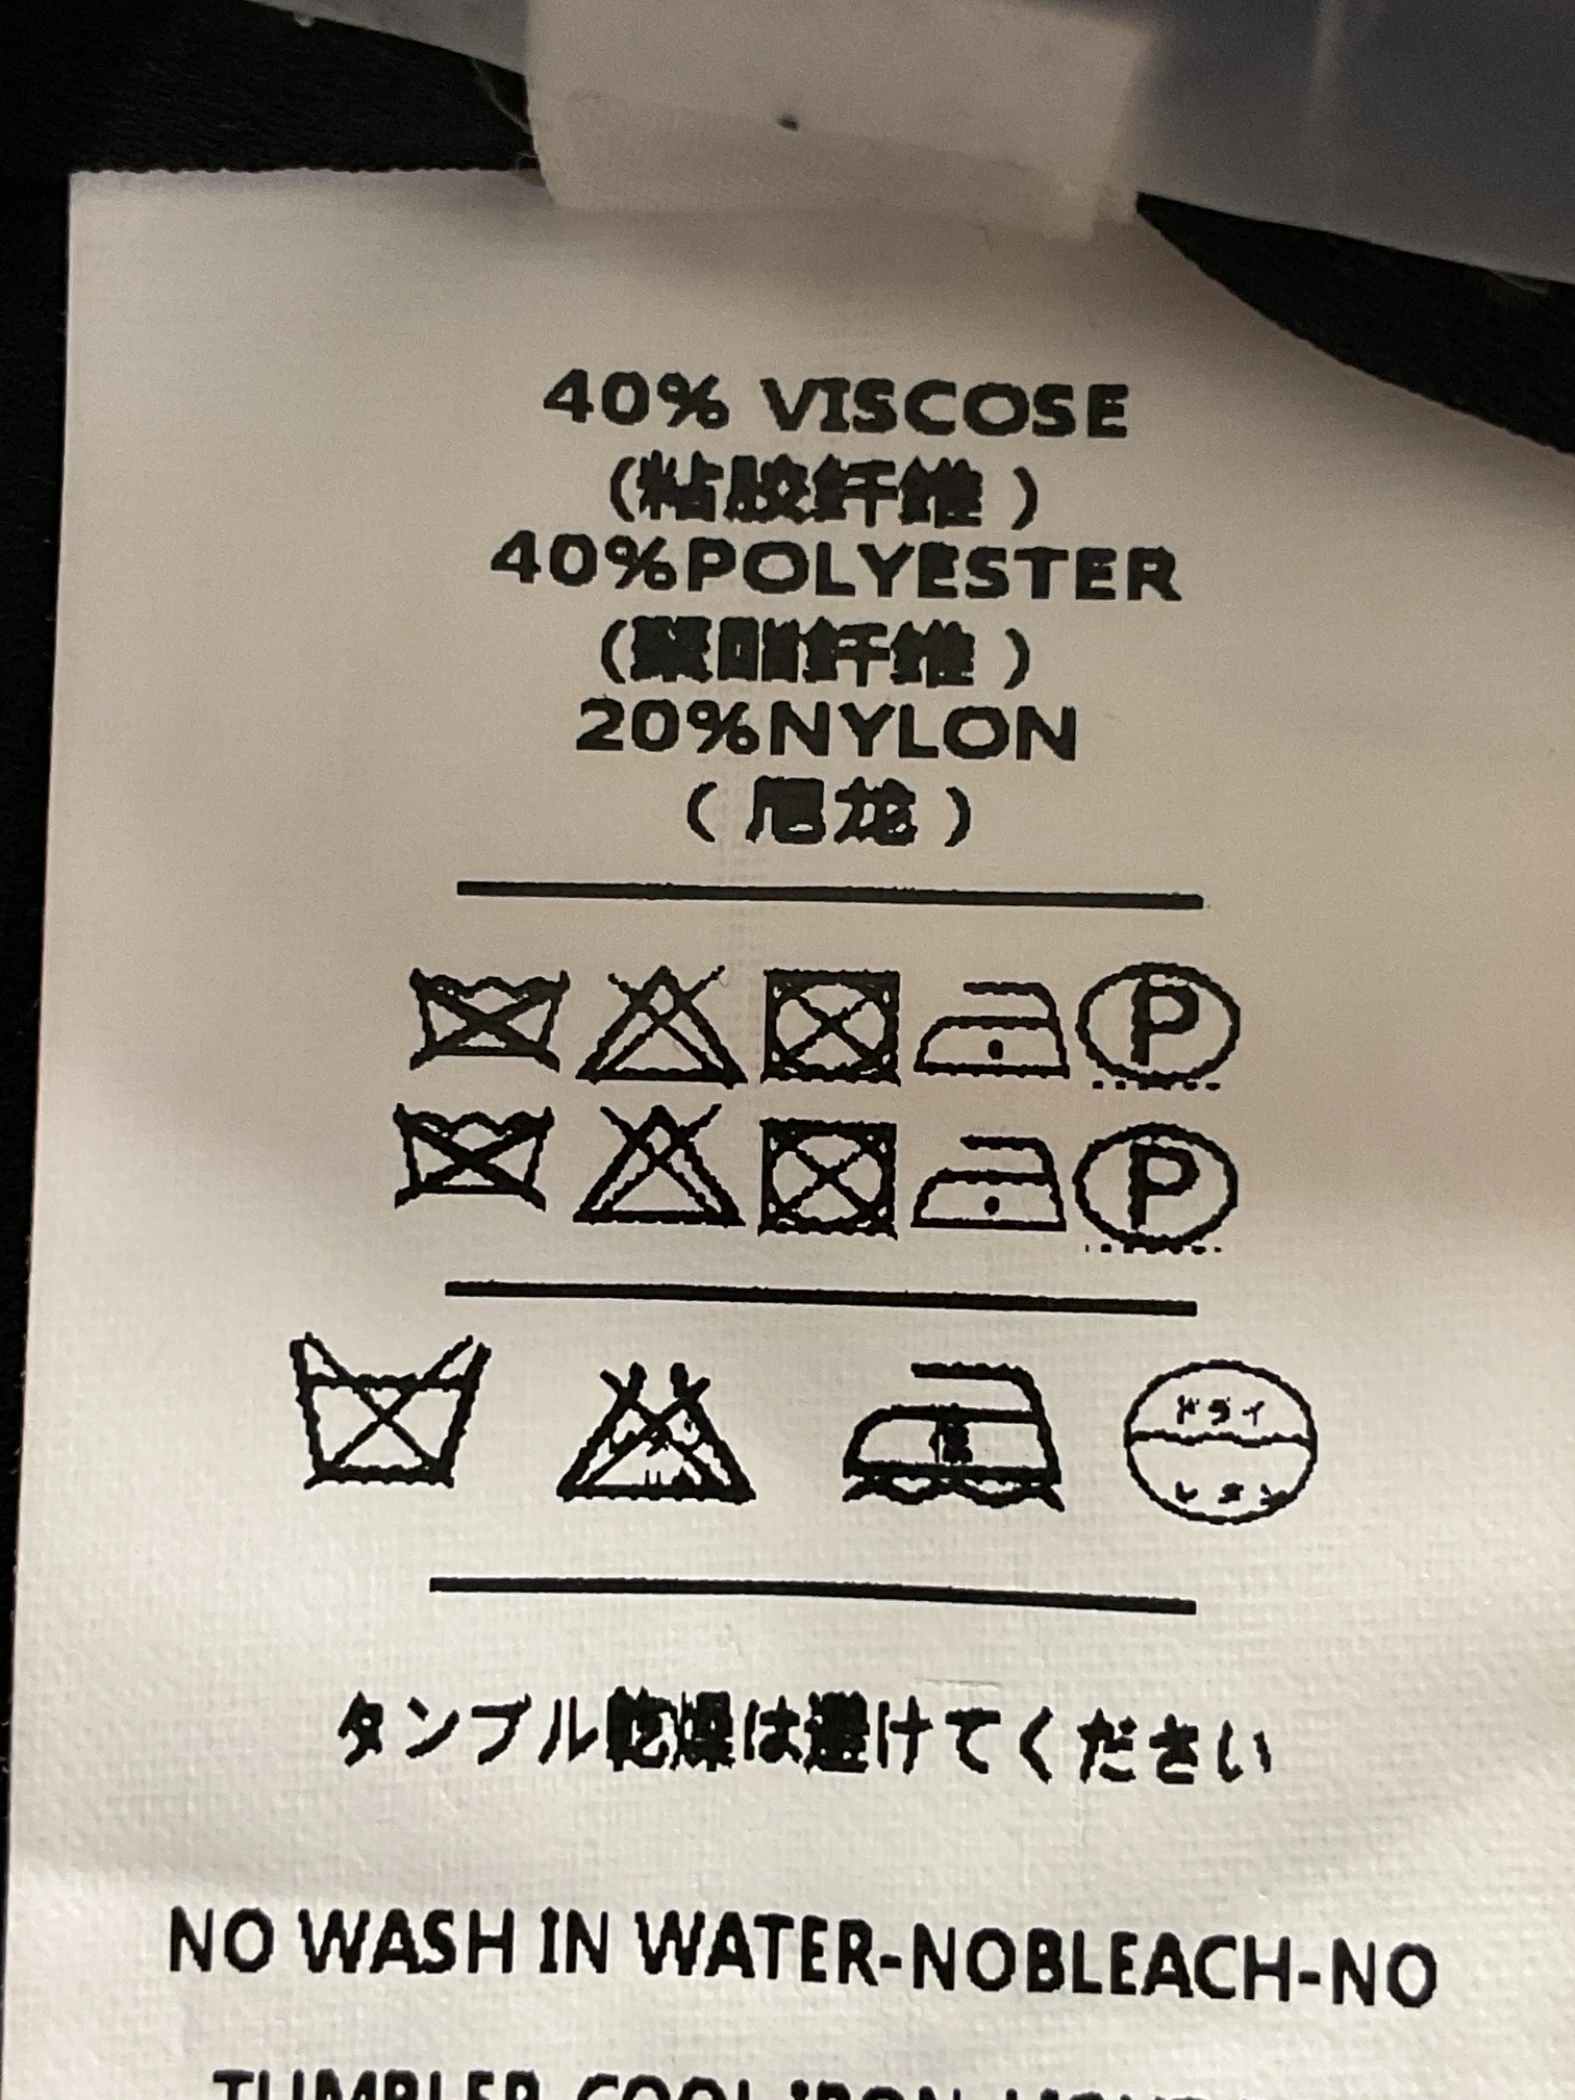 40% VISCOSE
(粘胶纤维)
40%POLYESTER
(聚酯纤维)
20%NYLON
(尼龙)
P
P
ドライ
タンブル乾燥は避けてください
NO WASH IN WATER-NOBLEACH-NO